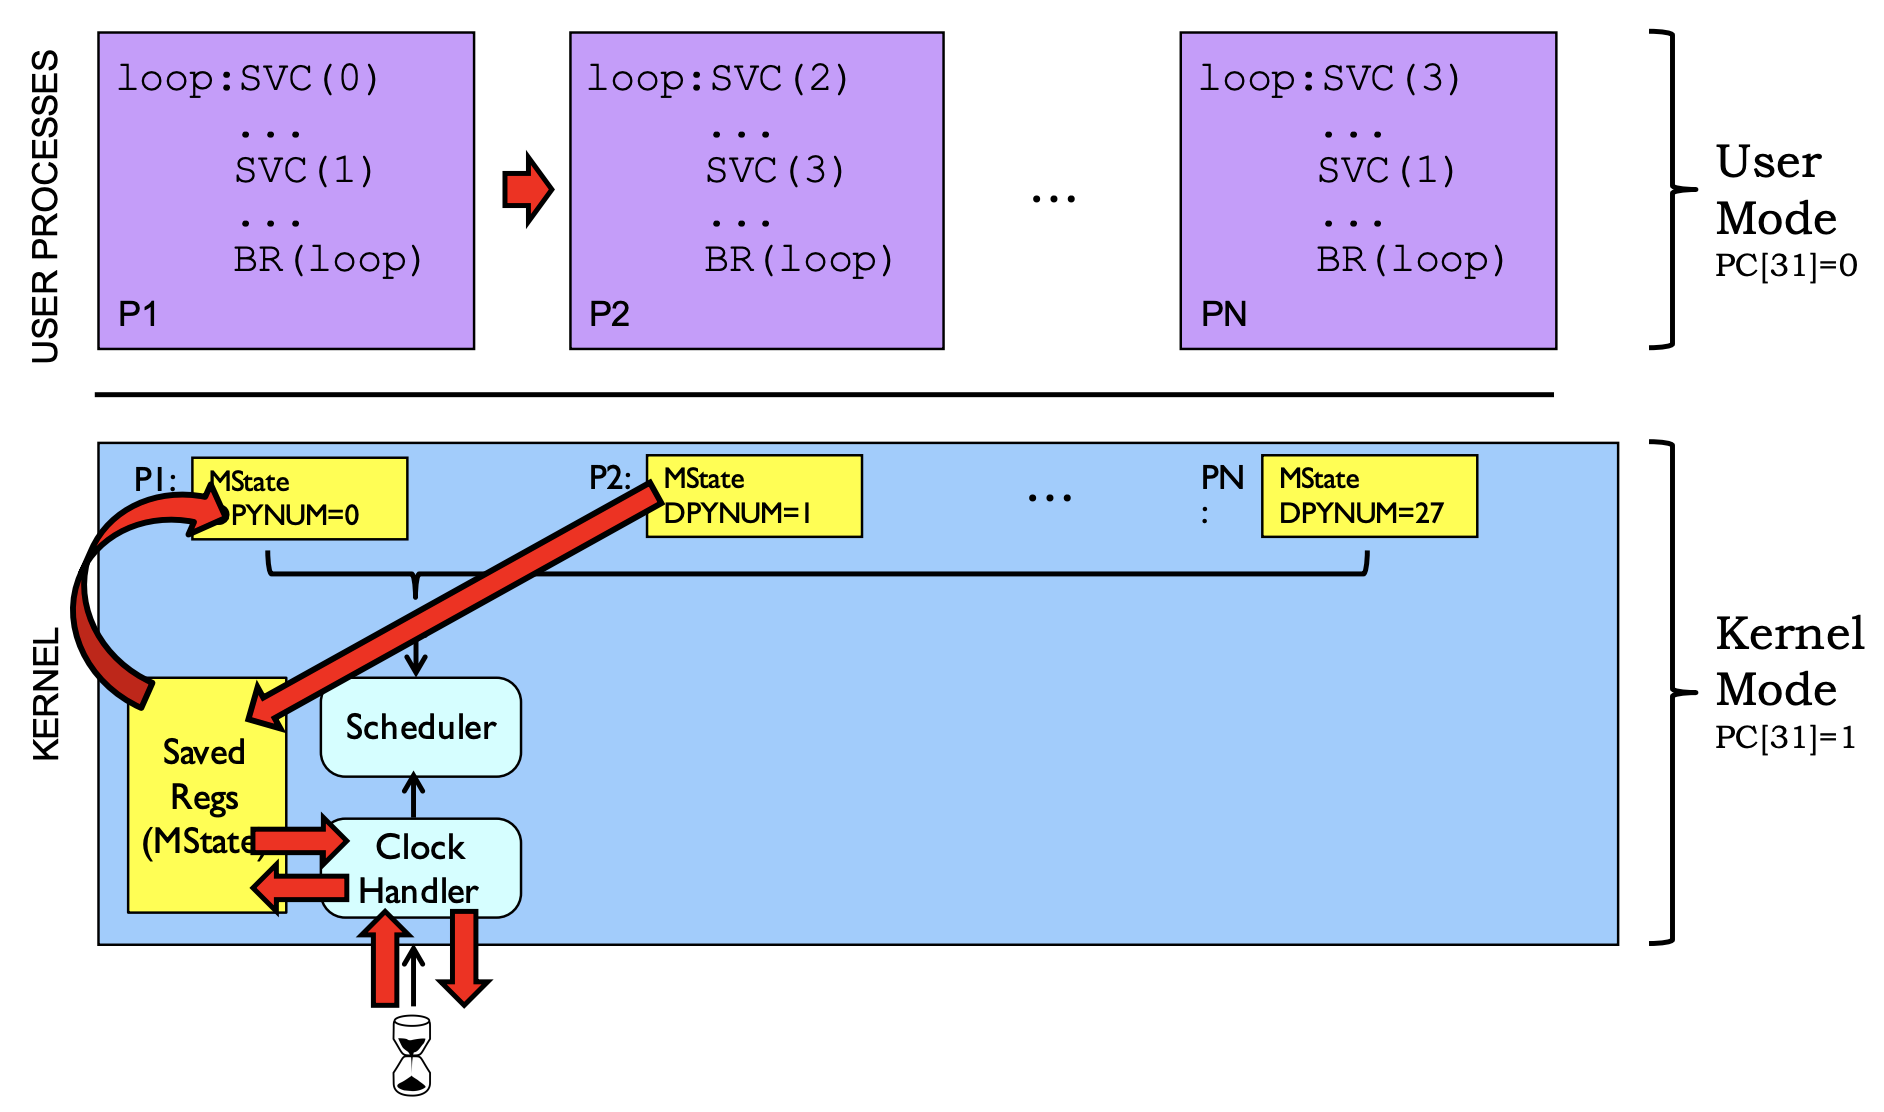 USER PROCESSES
loop:SVC(0)
...
SVC(1)
...
BR(loop)
P1
loop:SVC(2)
...
SVC(3)
...
BR(loop)
P2
...
loop:SVC(3)
...
SVC(1)
...
BR(loop)
PN
User
Mode
PC[31]=0
KERNEL
P1:
MState
DPYNUM=0
P2:
MState
DPYNUM=1
...
PN
:
MState
DPYNUM=27
Scheduler
Saved
Regs
(MState)
Clock
Handler
Kernel
Mode
PC[31]=1